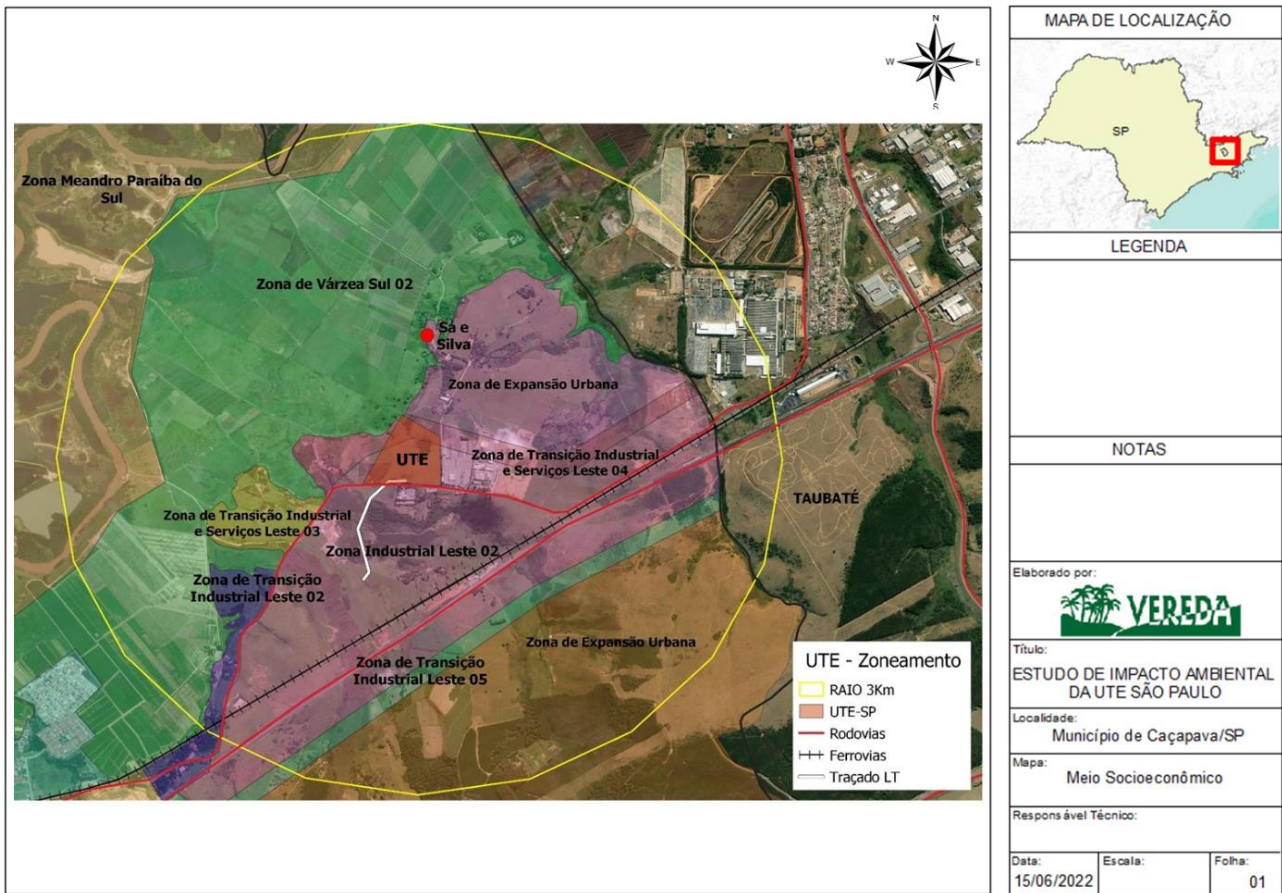 N
W
E
S
Zona Meandro Paraíba do
Sul
Zona de Várzea Sul 02
Sá e
Silva
Zona de Expansão Urbana
UTE
Zona de Transição Industrial
e Serviços Leste 04
TAUBATÉ
Zona de Transição Industrial
e Serviços Leste 03
Zona Industrial Leste 02
Zona de Transição
Industrial Leste 02
Zona de Expansão Urbana
Zona de Transição
Industrial Leste 05
UTE - Zoneamento
RAIO 3Km
UTE-SP
Rodovias
Ferrovias
Traçado LT
MAPA DE LOCALIZAÇÃO
SP
LEGENDA
NOTAS
Elaborado por:
VEREDA
Título:
ESTUDO DE IMPACTO AMBIENTAL
DA UTE SÃO PAULO
Localidade:
Município de Caçapava/SP
Mapa:
Meio Socioeconômico
Responsável Técnico:
Data:
15/06/2022
Escala:
Folha:
01